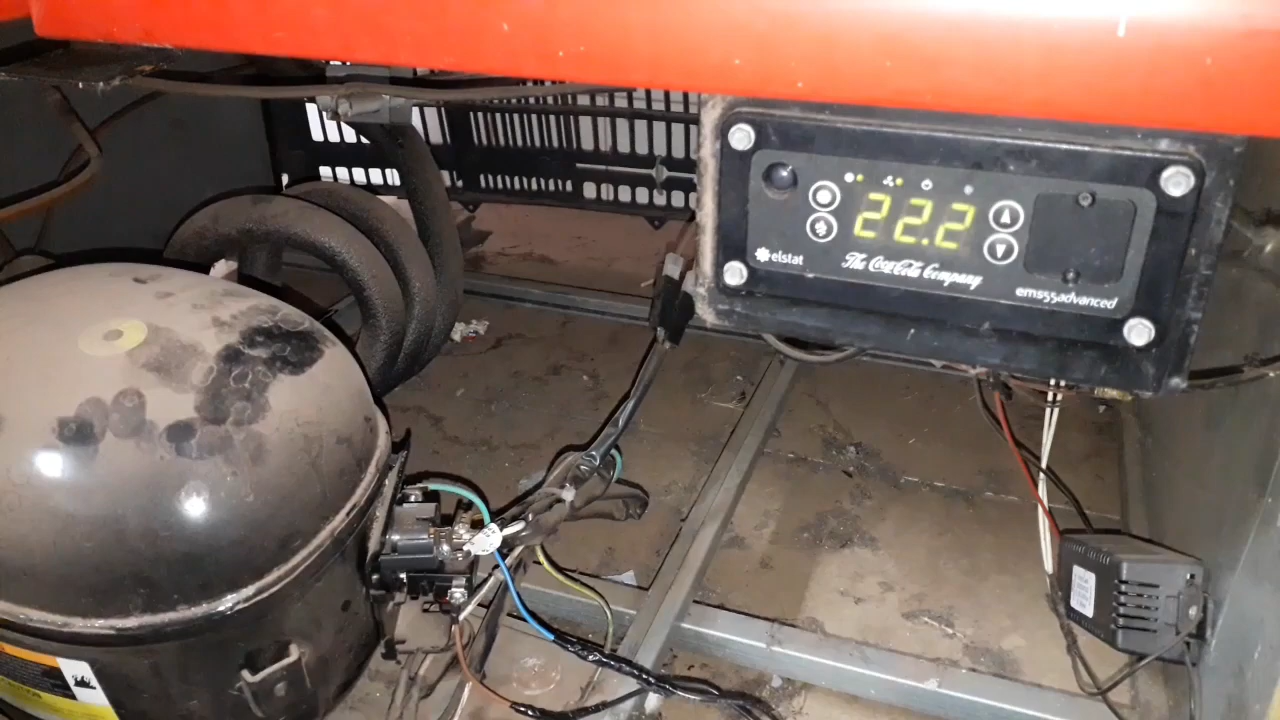 22.2
elstat
The Coca-Cola Company
ems55advanced